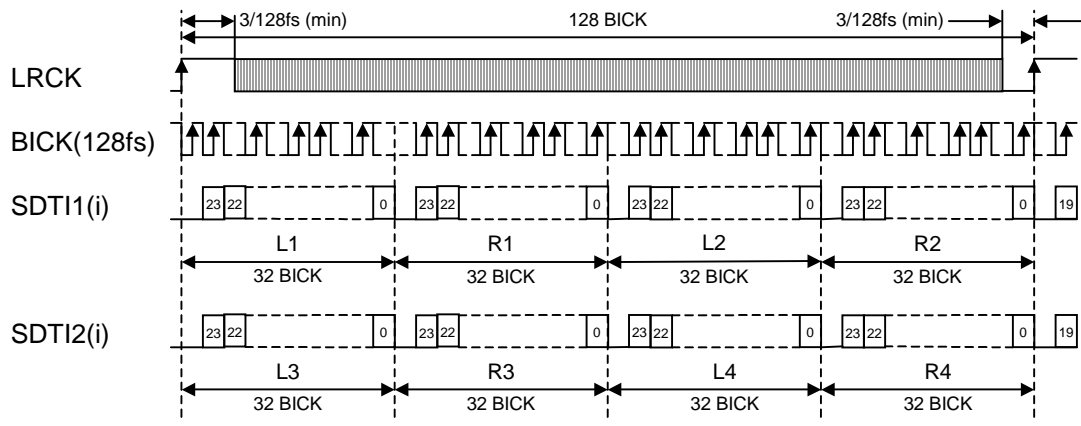 3/128fs (min) 128 BICK 3/128fs (min)
LRCK
BICK(128fs)
SDTI1(i) 23 22 0 23 22 0 23 22 0 23 22 0 19
L1 R1 L2 R2
32 BICK 32 BICK 32 BICK 32 BICK
SDTI2(i) 23 22 0 23 22 0 23 22 0 23 22 0 19
L3 R3 L4 R4
32 BICK 32 BICK 32 BICK 32 BICK